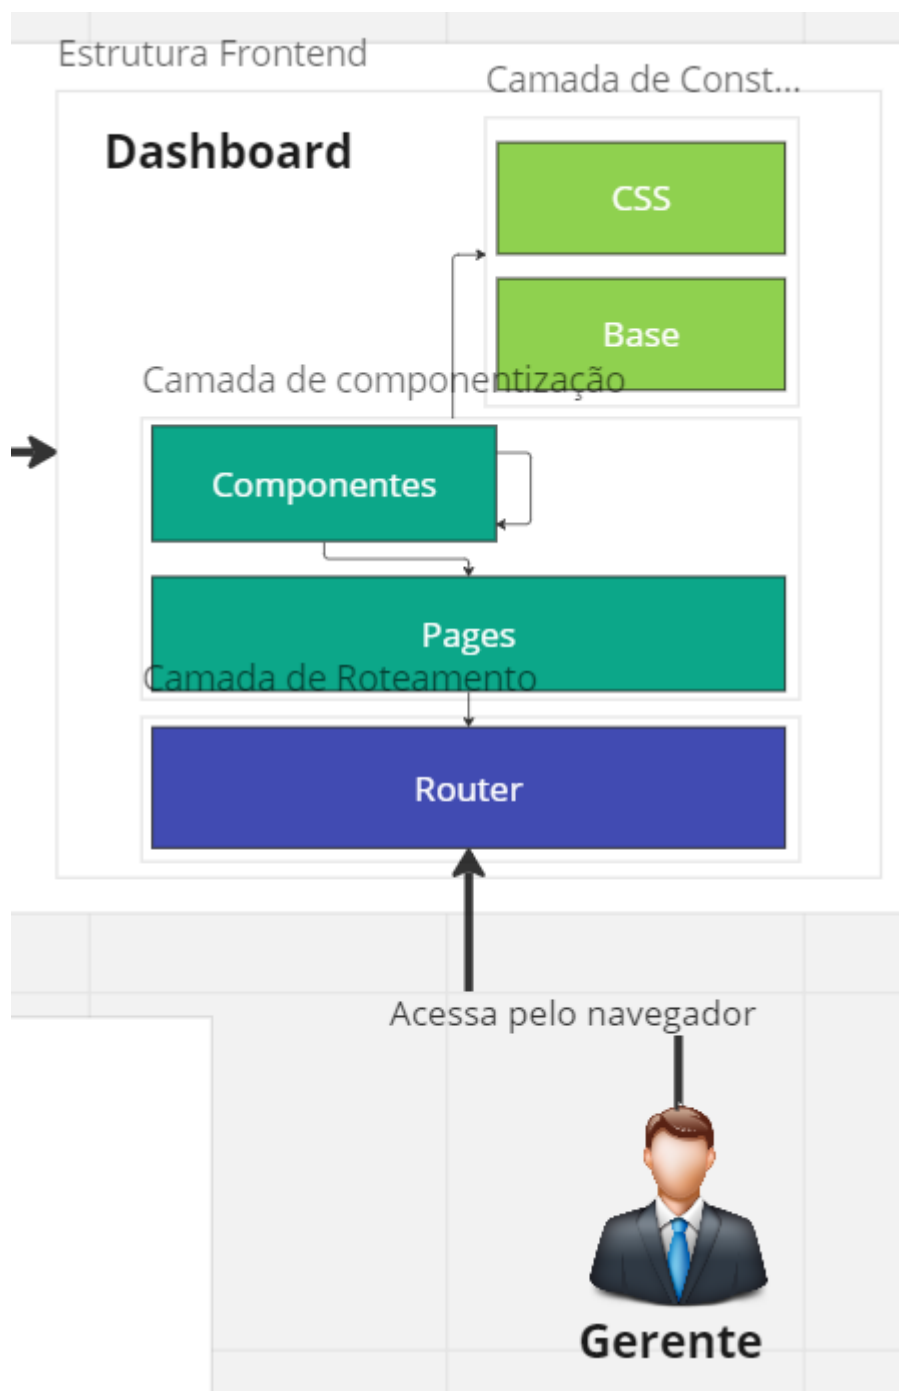 Estrutura Frontend
Camada de Const...
Dashboard
CSS
Base
Camada de componentização
Componentes
Pages
Camada de Roteamento
Router
Acessa pelo navegador
Gerente